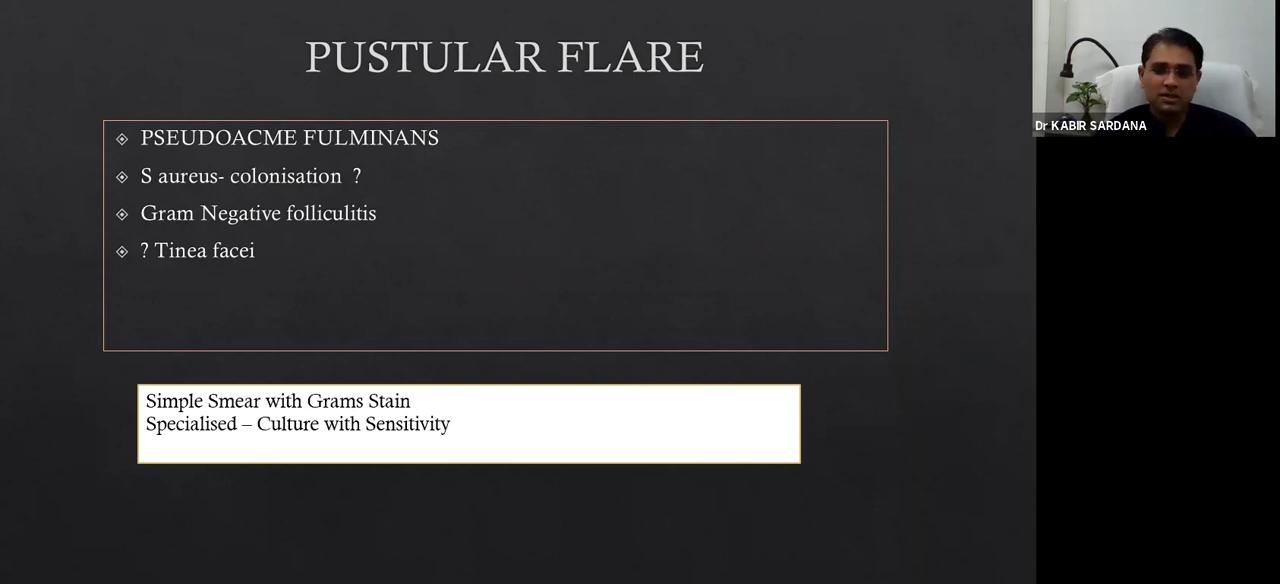 PUSTULAR FLARE
PSEUDOACME FULMINANS
S aureus- colonisation ?
Gram Negative folliculitis
? Tinea facei
Simple Smear with Grams Stain
Specialised – Culture with Sensitivity
Dr KABIR SARDANA